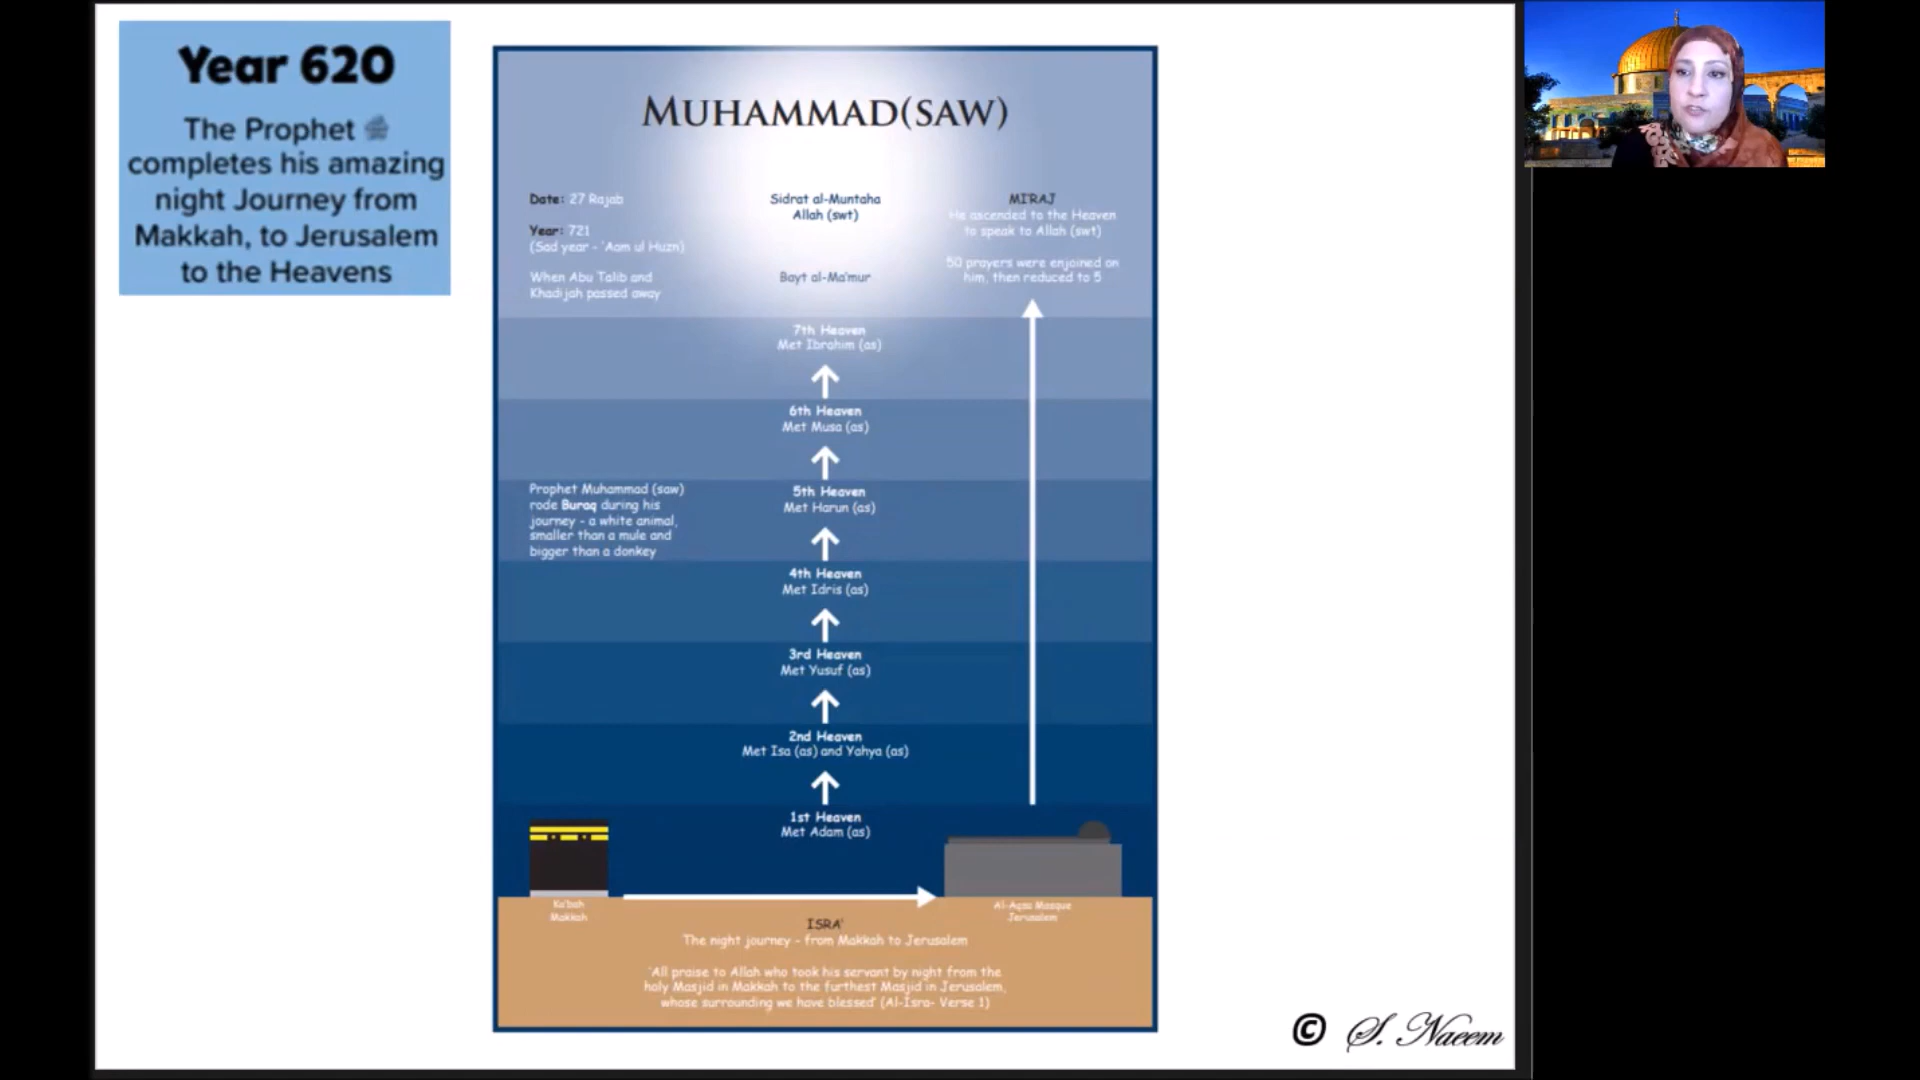 Year 620
The Prophet ﷺ
completes his amazing
night Journey from
Makkah, to Jerusalem
to the Heavens
MUHAMMAD(SAW)
Date: 27 Rajab
Year: 721
(Sad year - 'Aam ul Huzn)
When Abu Talib and
Khadijah passed away
Sidrat al-Muntaha
Allah (swt)
Bayt al-Ma'mur
MI'RAJ
He ascended to the Heaven
to speak to Allah (swt)
50 prayers were enjoined on
him, then reduced to 5
7th Heaven
Met Ibrahim (as)
6th Heaven
Met Musa (as)
Prophet Muhammad (saw)
rode Buraq during his
journey - a white animal,
smaller than a mule and
bigger than a donkey
5th Heaven
Met Harun (as)
4th Heaven
Met Idris (as)
3rd Heaven
Met Yusuf (as)
2nd Heaven
Met Isa (as) and Yahya (as)
1st Heaven
Met Adam (as)
Ka'bah
Makkah
Al-Aqsa Mosque
Jerusalem
ISRA'
The night journey - from Makkah to Jerusalem
'All praise to Allah who took his servant by night from the
holy Masjid in Makkah to the furthest Masjid in Jerusalem,
whose surrounding we have blessed' (Al-Isra- Verse 1)
© S. Naeem